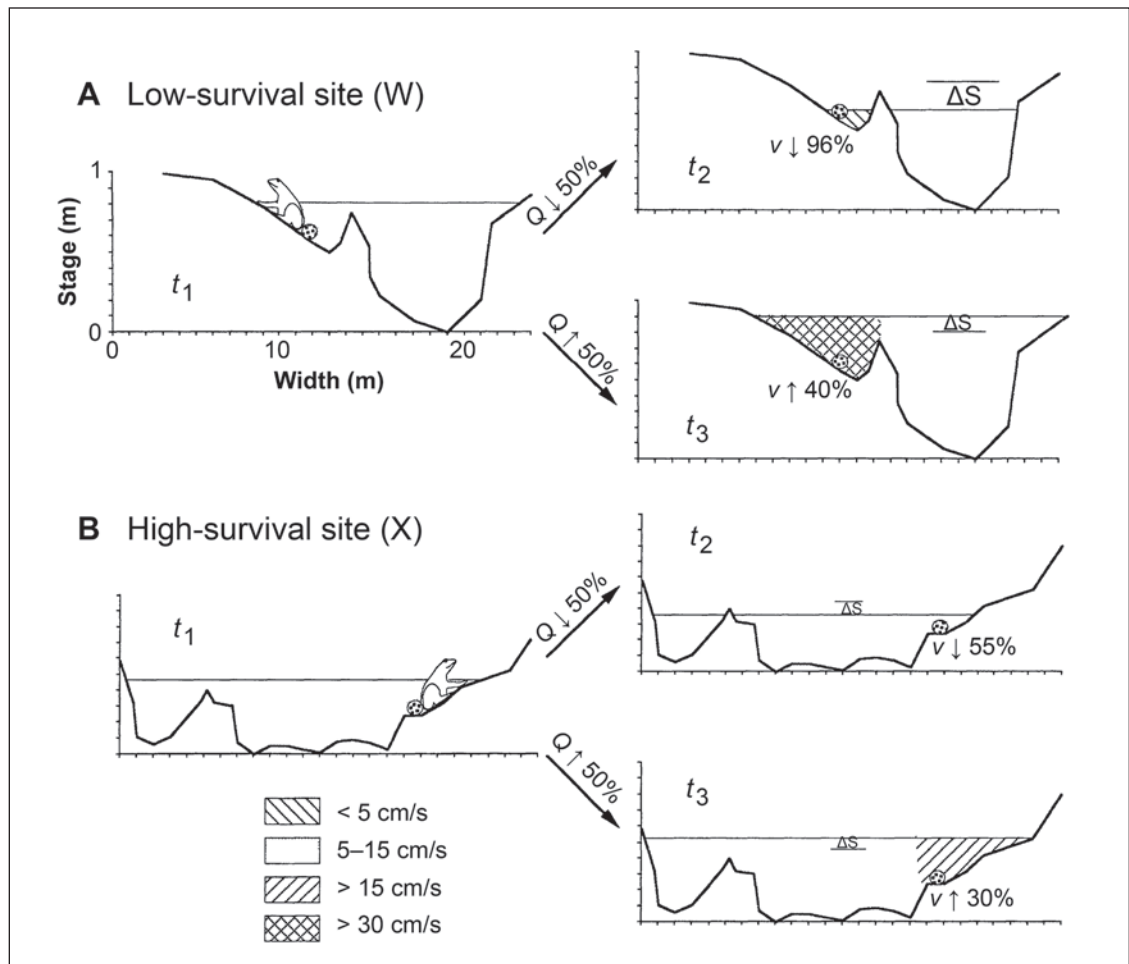 A Low-survival site (W)
Stage (m)
1
0
t1
0 10 20
Width (m)
Q ↓ 50%
Q ↑ 50%
ΔS
v ↓ 96%
t2
ΔS
v ↑ 40%
t3
B High-survival site (X)
t1
Q ↓ 50%
Q ↑ 50%
t2
ΔS
v ↓ 55%
t3
ΔS
v ↑ 30%
< 5 cm/s
5–15 cm/s
> 15 cm/s
> 30 cm/s